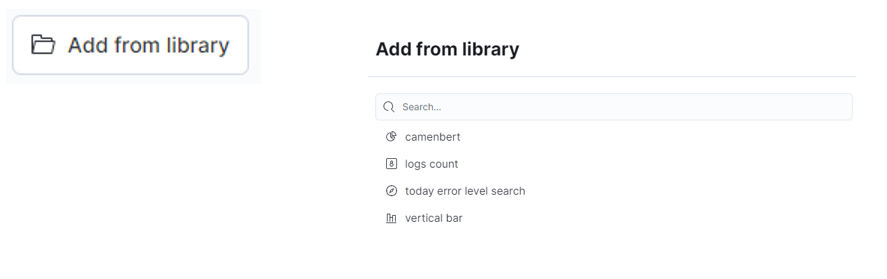 Add from library
Add from library
Search...
camenbert
logs count
8
today error level search
vertical bar